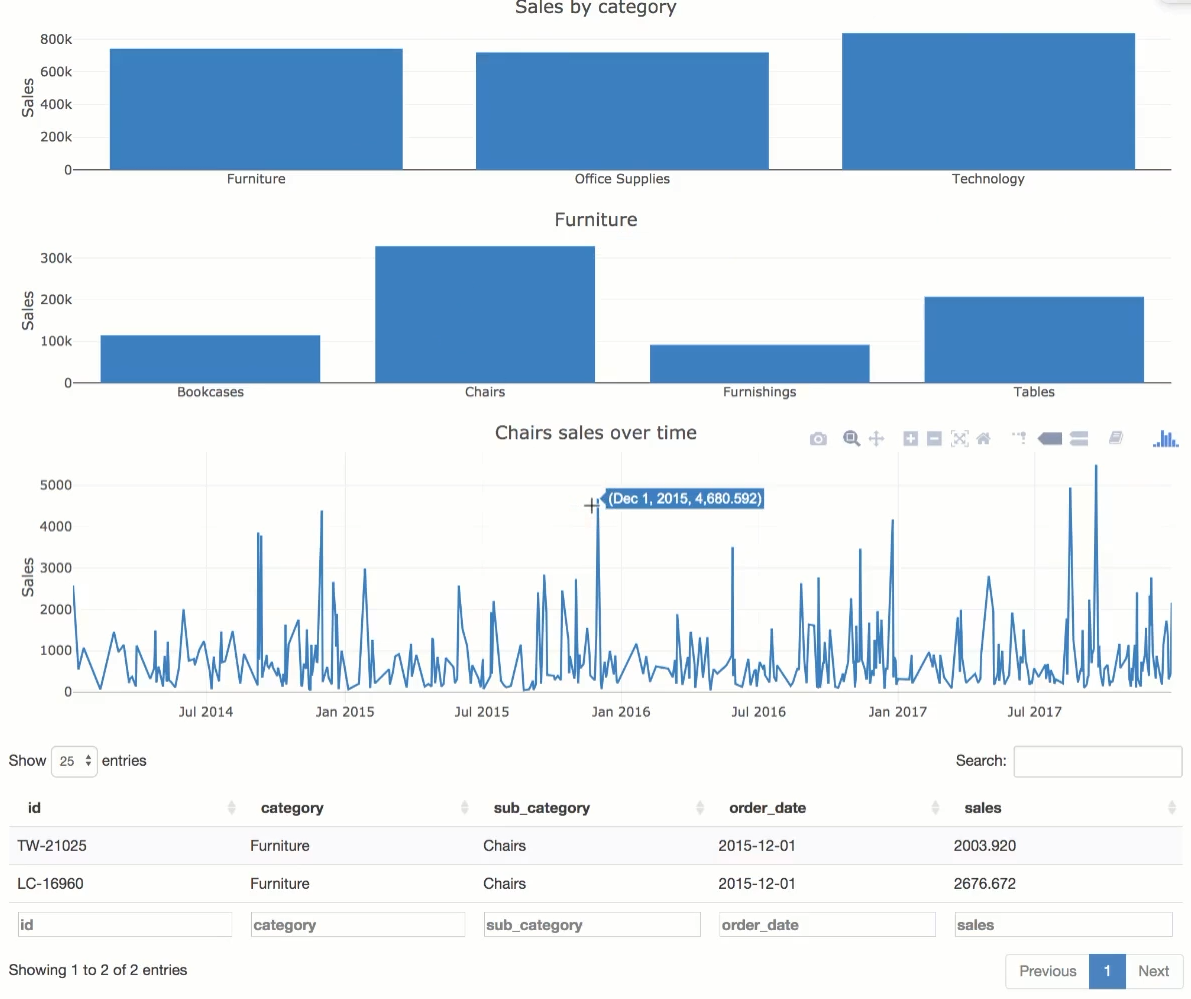 Sales by category
800k
600k
400k
200k
0
Sales
Furniture Office Supplies Technology
Furniture
300k
200k
100k
0
Sales
Bookcases Chairs Furnishings Tables
Chairs sales over time
(Dec 1, 2015, 4,680.592)
5000
4000
3000
2000
1000
0
Sales
Jul 2014 Jan 2015 Jul 2015 Jan 2016 Jul 2016 Jan 2017 Jul 2017
Show 25 entries Search:
id category sub_category order_date sales
TW-21025 Furniture Chairs 2015-12-01 2003.920
LC-16960 Furniture Chairs 2015-12-01 2676.672
id category sub_category order_date sales
Showing 1 to 2 of 2 entries Previous 1 Next